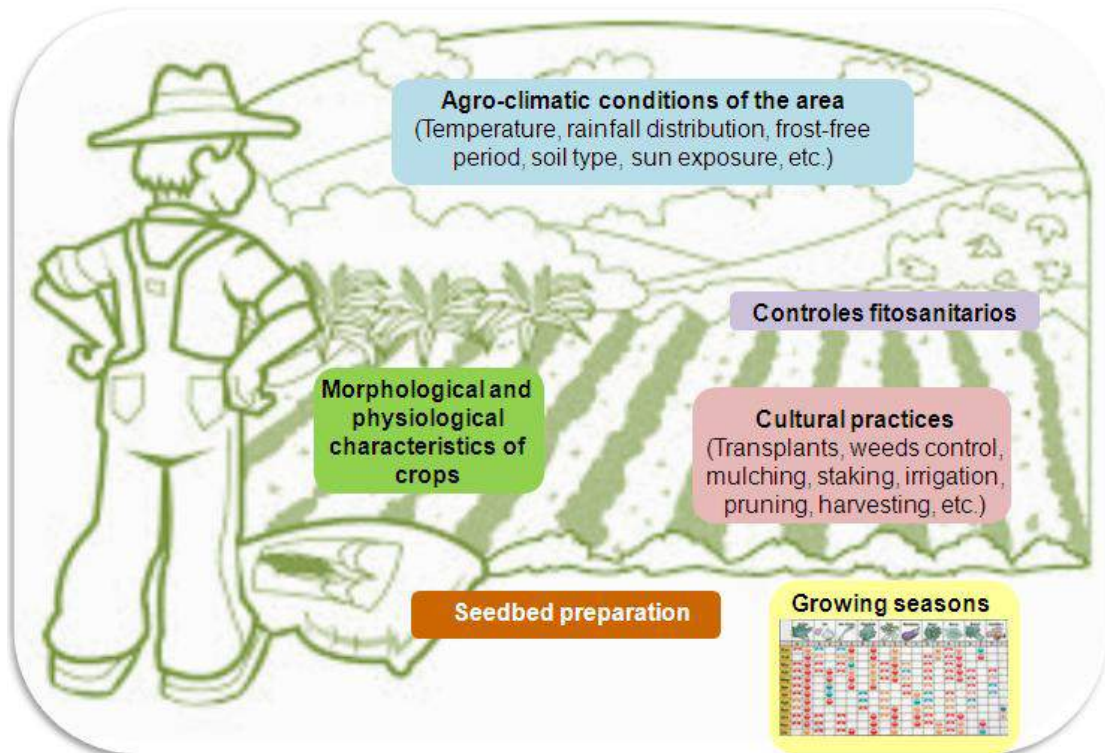 Agro-climatic conditions of the area
(Temperature, rainfall distribution, frost-free
period, soil type, sun exposure, etc.)
Controles fitosanitarios
Morphological and
physiological
characteristics of
crops
Cultural practices
(Transplants, weeds control,
mulching, staking, irrigation,
pruning, harvesting, etc.)
Seedbed preparation
Growing seasons